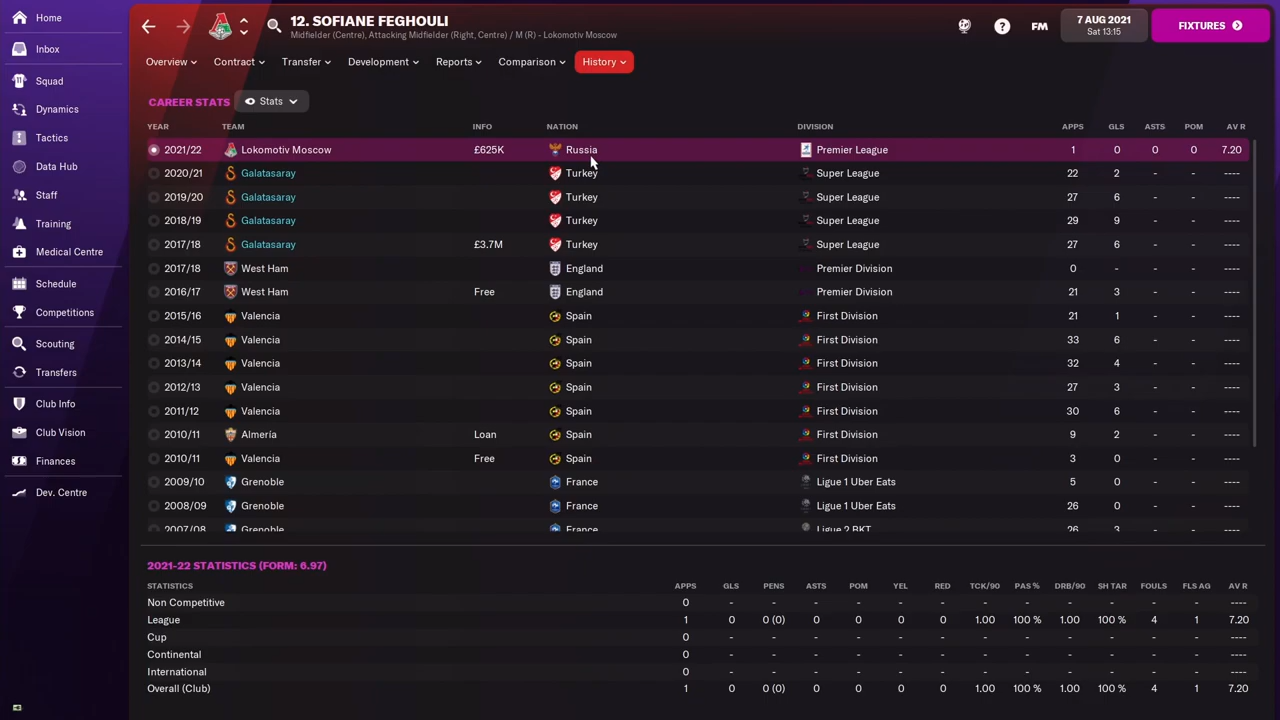 Home
Inbox
Squad
Dynamics
Tactics
Data Hub
Staff
Training
Medical Centre
Schedule
Competitions
Scouting
Transfers
Club Info
Club Vision
Finances
Dev. Centre
12. SOFIANE FEGHOULI
Midfielder (Centre), Attacking Midfielder (Right, Centre) / M (R) - Lokomotiv Moscow
FM
7 AUG 2021
Sat 13:15
FIXTURES
Overview Contract Transfer Development Reports Comparison History
CAREER STATS Stats
YEAR TEAM INFO NATION DIVISION APPS GLS ASTS POM AV R
2021/22 Lokomotiv Moscow £625K Russia Premier League 1 0 0 0 7.20
2020/21 Galatasaray Turkey Super League 22 2 - - ----
2019/20 Galatasaray Turkey Super League 27 6 - - ----
2018/19 Galatasaray Turkey Super League 29 9 - - ----
2017/18 Galatasaray £3.7M Turkey Super League 27 6 - - ----
2017/18 West Ham England Premier Division 0 - - - ----
2016/17 West Ham Free England Premier Division 21 3 - - ----
2015/16 Valencia Spain First Division 21 1 - - ----
2014/15 Valencia Spain First Division 33 6 - - ----
2013/14 Valencia Spain First Division 32 4 - - ----
2012/13 Valencia Spain First Division 27 3 - - ----
2011/12 Valencia Spain First Division 30 6 - - ----
2010/11 Almería Loan Spain First Division 9 2 - - ----
2010/11 Valencia Free Spain First Division 3 0 - - ----
2009/10 Grenoble France Ligue 1 Uber Eats 5 0 - - ----
2008/09 Grenoble France Ligue 1 Uber Eats 26 0 - - ----
2007/08 Grenoble France Ligue 2 BKT 26 3 - - ----
2021-22 STATISTICS (FORM: 6.97)
STATISTICS APPS GLS PENS ASTS POM YEL RED TCK/90 PAS % DRB/90 SH TAR FOULS FLS AG AV R
Non Competitive 0 - - - - - - - - - - - - ----
League 1 0 0 (0) 0 0 0 0 1.00 100 % 1.00 100 % 4 1 7.20
Cup 0 - - - - - - - - - - - - ----
Continental 0 - - - - - - - - - - - - ----
International 0 - - - - - - - - - - - - ----
Overall (Club) 1 0 0 (0) 0 0 0 0 1.00 100 % 1.00 100 % 4 1 7.20